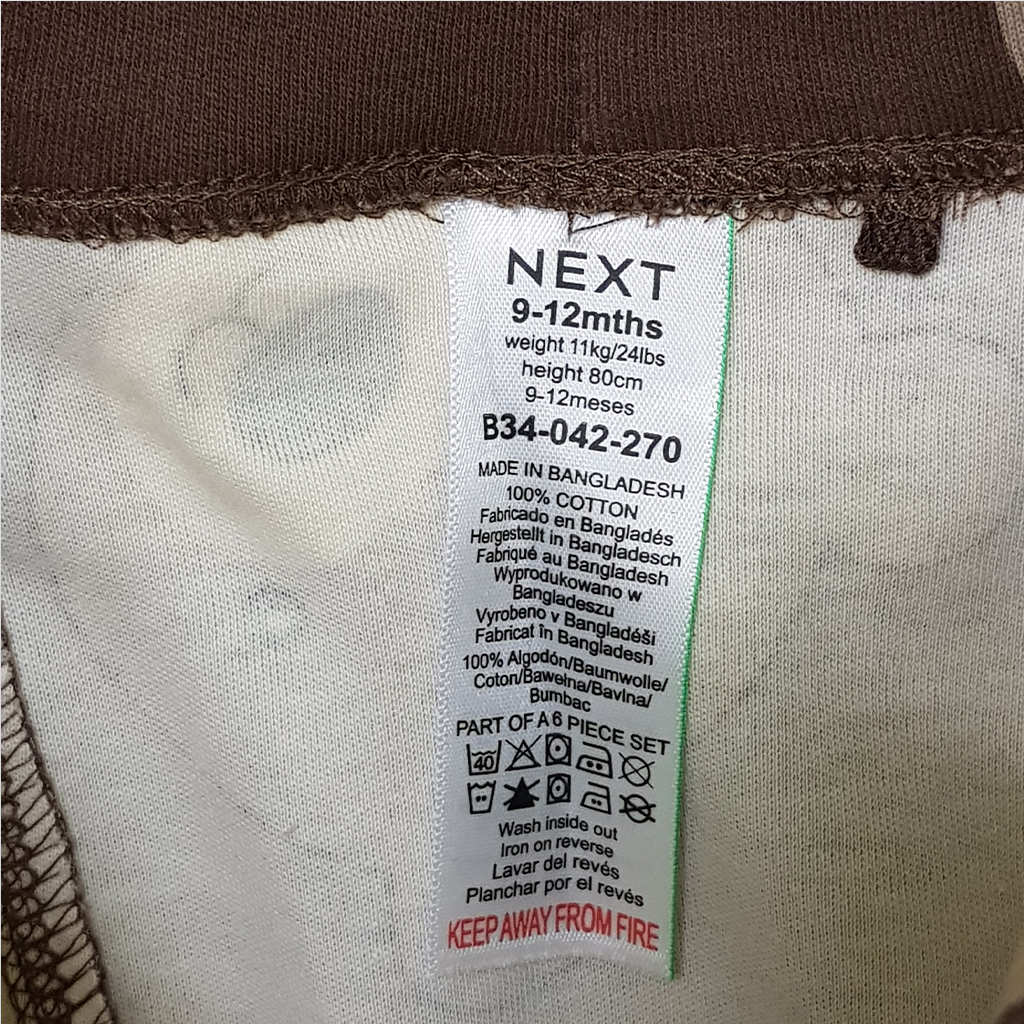 NEXT
9-12mths
weight 11kg/24lbs
height 80cm
9-12meses
B34-042-270
MADE IN BANGLADESH
100% COTTON
Fabricado en Bangladés
Hergestellt in Bangladesch
Fabriqué au Bangladesh
Wyprodukowano w
Bangladeszu
Vyrobeno v Bangladéši
Fabricat în Bangladesh
100% Algodón/Baumwolle/
Coton/Bawełna/Bavlna/
Bumbac
PART OF A 6 PIECE SET
40
Wash inside out
Iron on reverse
Lavar del revés
Planchar por el revés
KEEP AWAY FROM FIRE